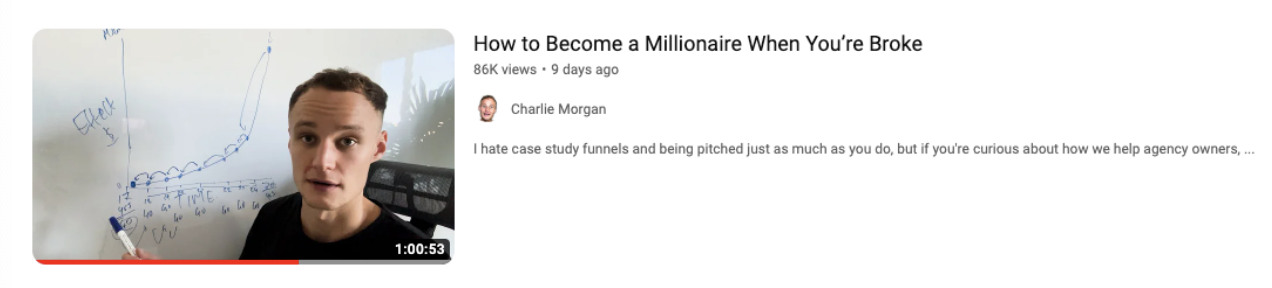 How to Become a Millionaire When You’re Broke
86K views • 9 days ago
Charlie Morgan
I hate case study funnels and being pitched just as much as you do, but if you're curious about how we help agency owners, ...
Effect
TIME
1:00:53